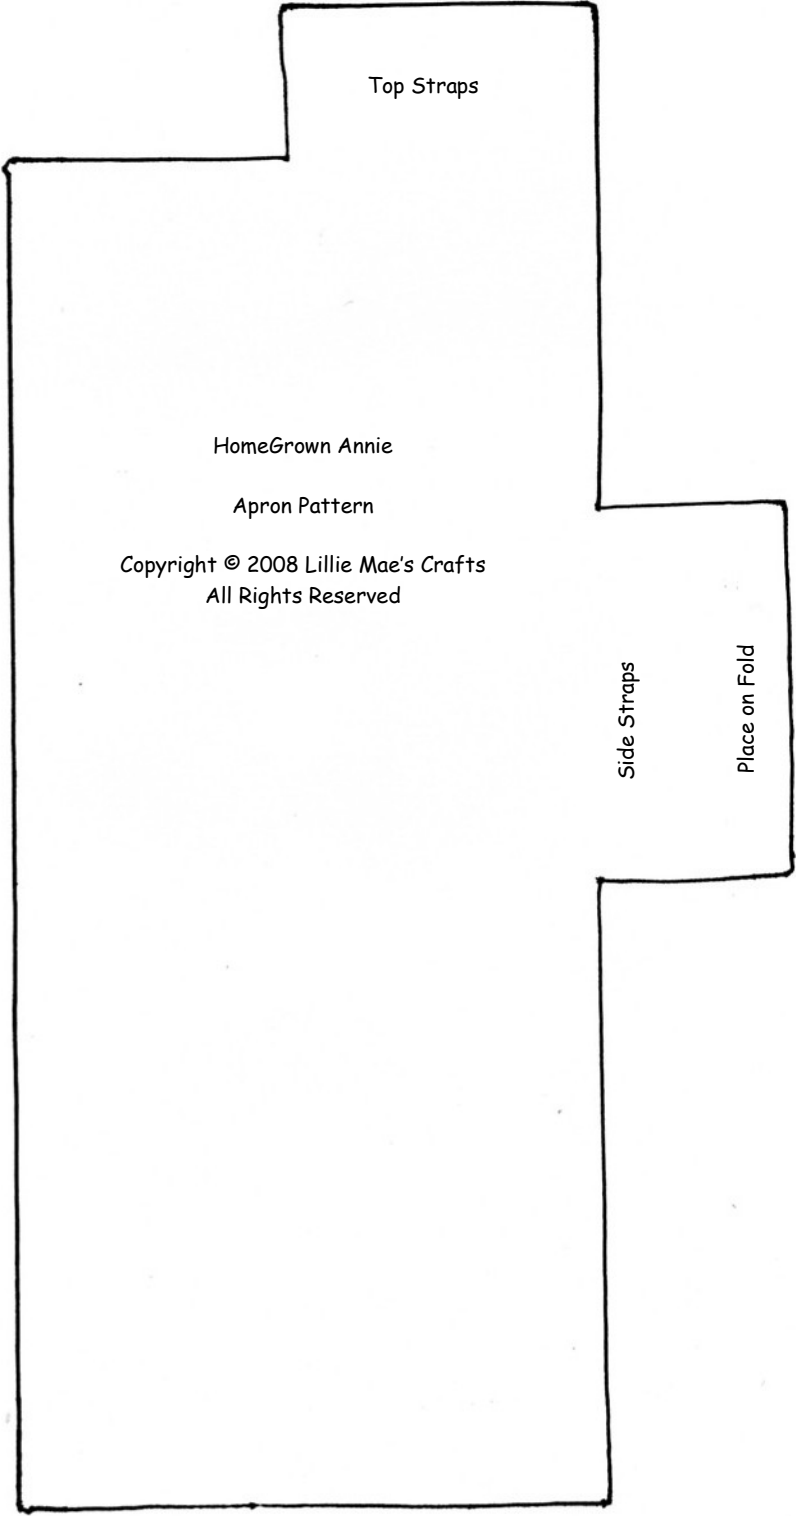 Top Straps
HomeGrown Annie
Apron Pattern
Copyright © 2008 Lillie Mae's Crafts
All Rights Reserved
Side Straps
Place on Fold